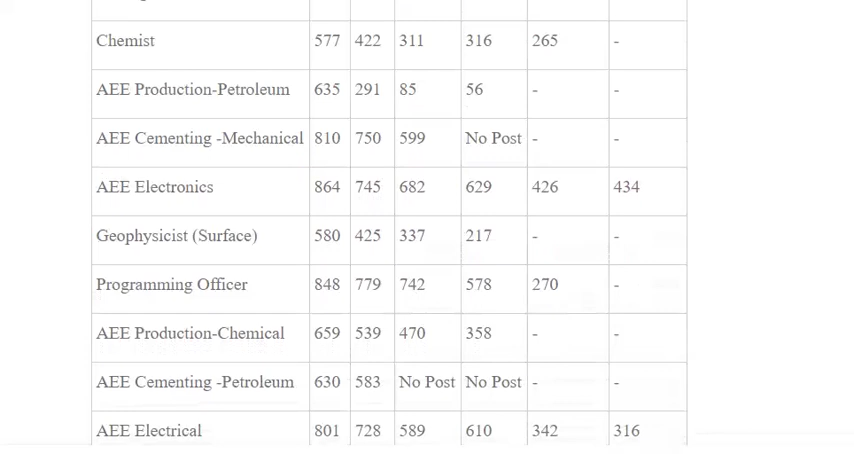 Chemist 577 422 311 316 265 -
AEE Production-Petroleum 635 291 85 56 - -
AEE Cementing -Mechanical 810 750 599 No Post - -
AEE Electronics 864 745 682 629 426 434
Geophysicist (Surface) 580 425 337 217 - -
Programming Officer 848 779 742 578 270 -
AEE Production-Chemical 659 539 470 358 - -
AEE Cementing -Petroleum 630 583 No Post No Post - -
AEE Electrical 801 728 589 610 342 316